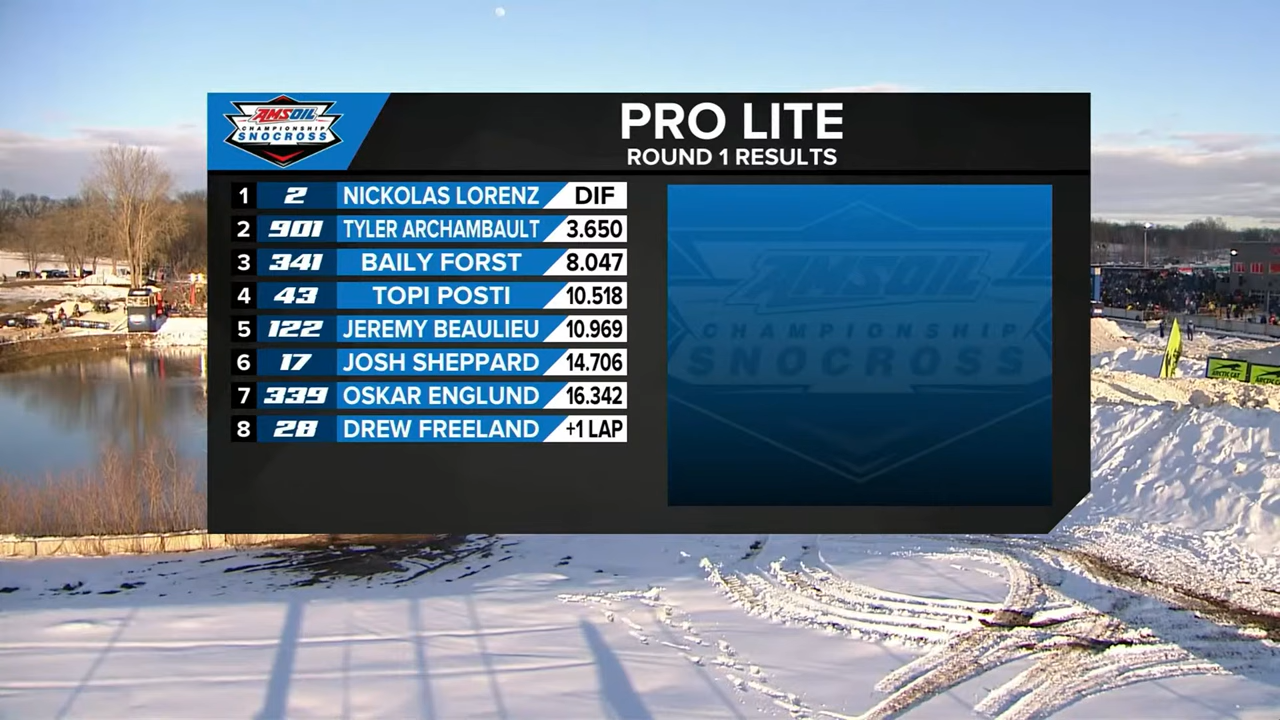 AMSOIL
CHAMPIONSHIP
SNOCROSS
PRO LITE
ROUND 1 RESULTS
1 2 NICKOLAS LORENZ DIF
2 901 TYLER ARCHAMBAULT 3.650
3 341 BAILY FORST 8.047
4 43 TOPI POSTI 10.518
5 122 JEREMY BEAULIEU 10.969
6 17 JOSH SHEPPARD 14.706
7 339 OSKAR ENGLUND 16.342
8 28 DREW FREELAND +1 LAP
AMSOIL
CHAMPIONSHIP
SNOCROSS
ARCTIC CAT